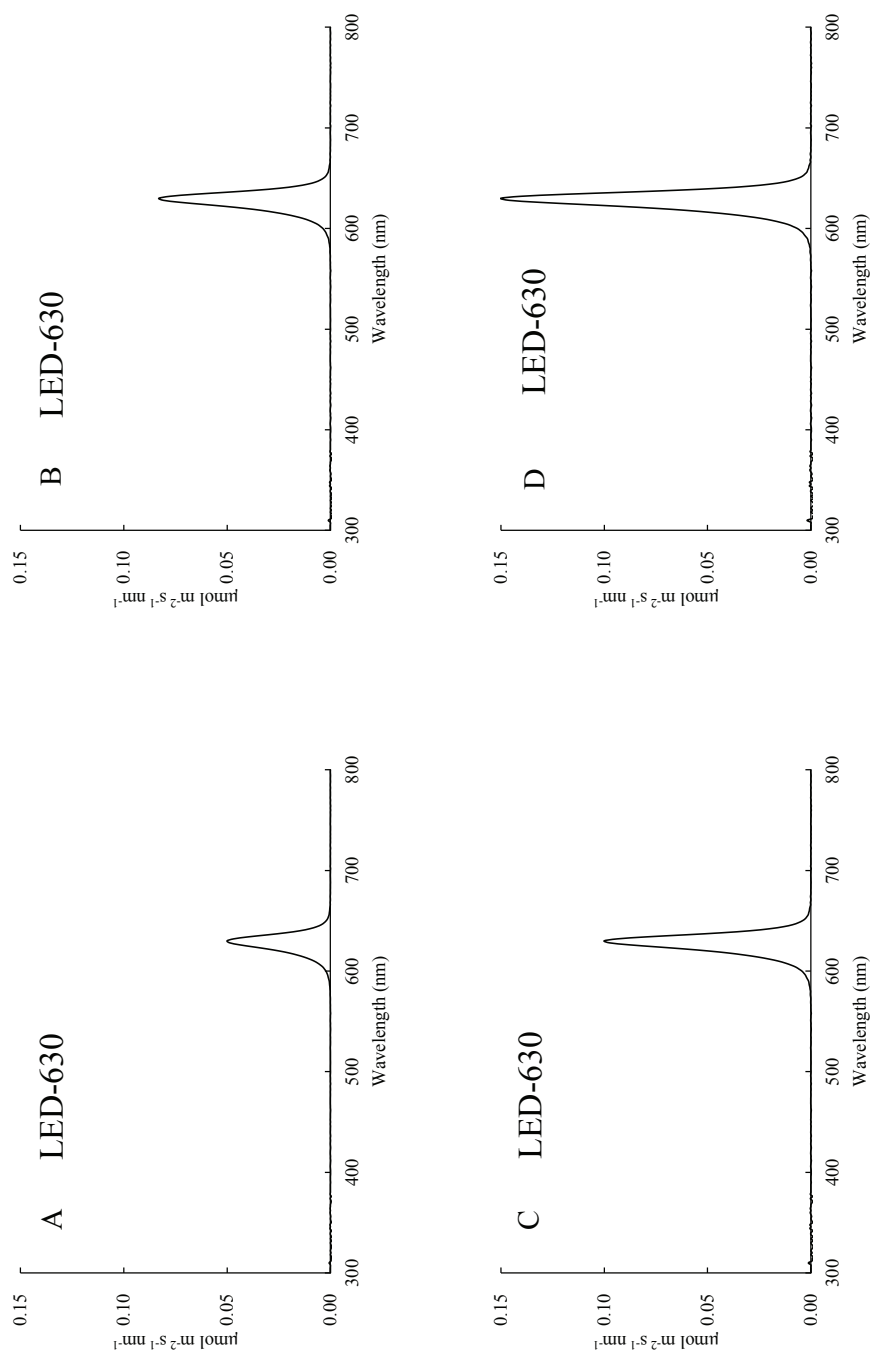 A LED-630
0.15
0.10
0.05
0.00
µmol m⁻² s⁻¹ nm⁻¹
300 400 500 600 700 800
Wavelength (nm)
B LED-630
0.15
0.10
0.05
0.00
µmol m⁻² s⁻¹ nm⁻¹
300 400 500 600 700 800
Wavelength (nm)
C LED-630
0.15
0.10
0.05
0.00
µmol m⁻² s⁻¹ nm⁻¹
300 400 500 600 700 800
Wavelength (nm)
D LED-630
0.15
0.10
0.05
0.00
µmol m⁻² s⁻¹ nm⁻¹
300 400 500 600 700 800
Wavelength (nm)